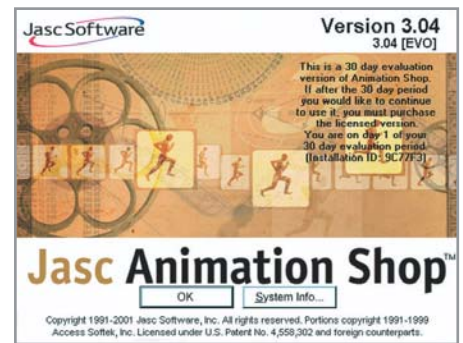 Jasc Software
Version 3.04
3.04 [EVO]
This is a 30 day evaluation
version of Animation Shop.
If after the 30 day period
you would like to continue
to use it, you must purchase
the licensed version.
You are on day 1 of your
30 day evaluation period.
(Installation ID: 9C77F3)
Jasc Animation Shop™
OK
System Info...
Copyright 1991-2001 Jasc Software, Inc. All rights reserved. Portions copyright 1991-1999
Access Softek, Inc. Licensed under U.S. Patent No. 4,558,302 and foreign counterparts.